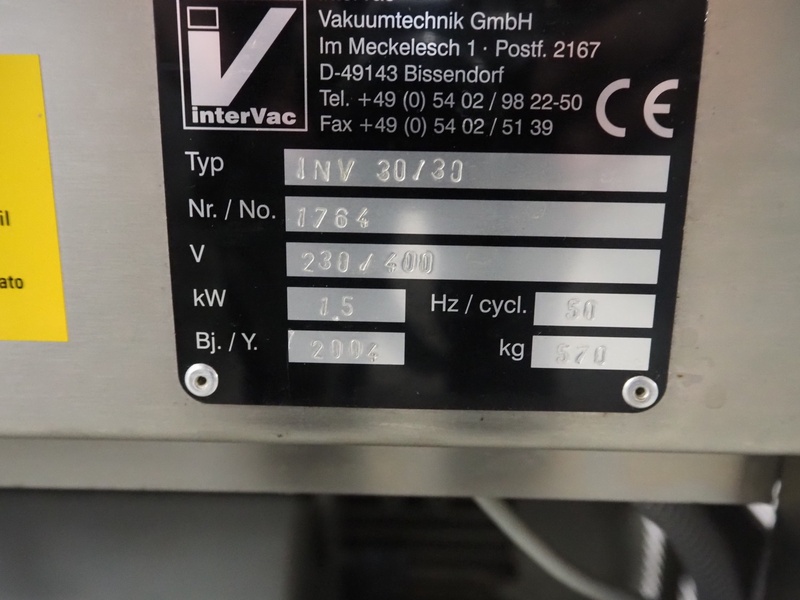 Vakuumtechnik GmbH
Im Meckelesch 1 · Postf. 2167
D-49143 Bissendorf
Tel. +49 (0) 54 02 / 98 22-50
Fax +49 (0) 54 02 / 51 39
interVac
CE
Typ INV 30/30
Nr. / No. 1764
V 230/400
kW 1.5 Hz / cycl. 50
Bj. / Y. 2004 kg 570